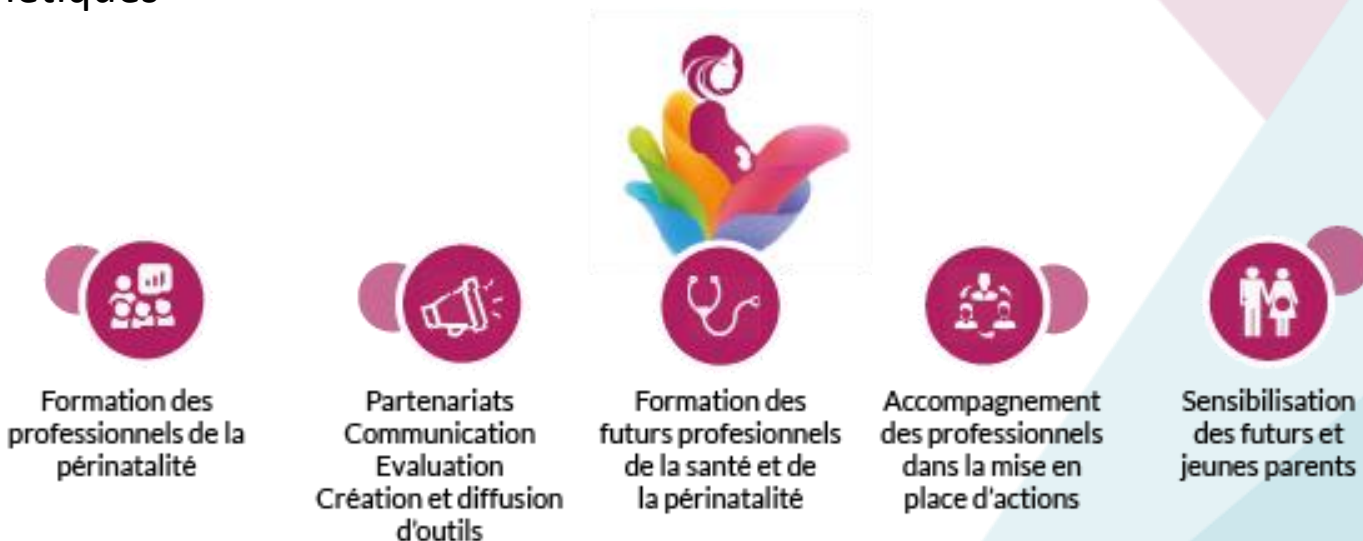 Formation des
professionnels de la
périnatalité
Partenariats
Communication
Evaluation
Création et diffusion
d'outils
Formation des
futurs profesionnels
de la santé et de
la périnatalité
Accompagnement
des professionnels
dans la mise en
place d'actions
Sensibilisation
des futurs et
jeunes parents